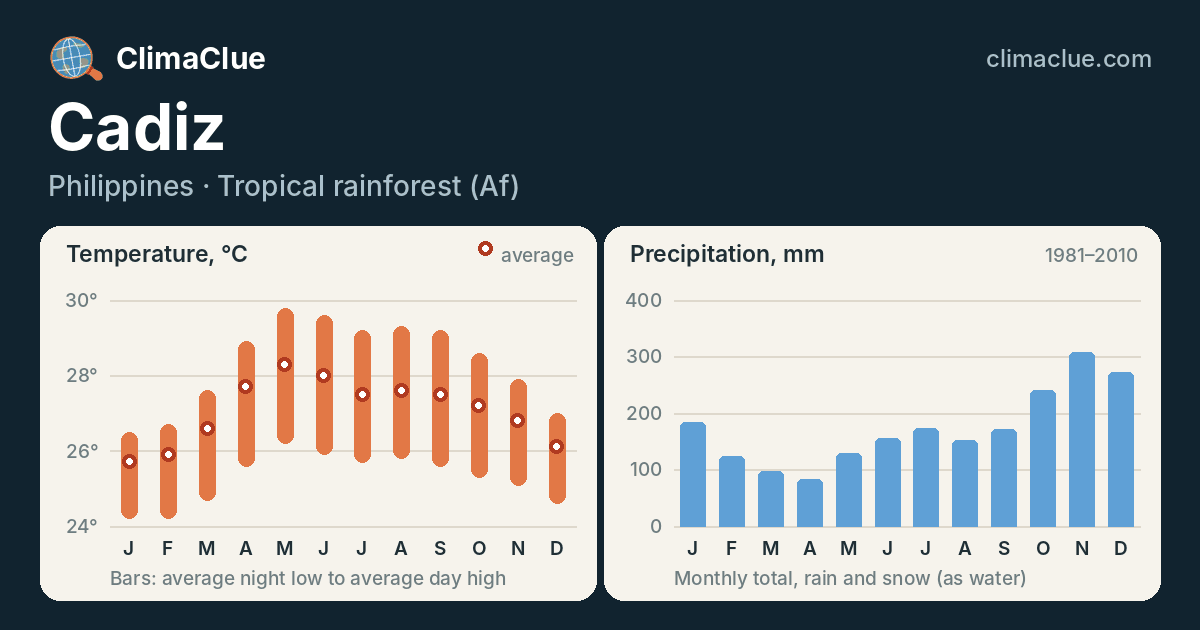 ClimaClue
climaclue.com
Cadiz
Philippines · Tropical rainforest (Af)
Temperature, °C
average
30°
28°
26°
24°
J F M A M J J A S O N D
Bars: average night low to average day high
Precipitation, mm
1981–2010
400
300
200
100
0
J F M A M J J A S O N D
Monthly total, rain and snow (as water)